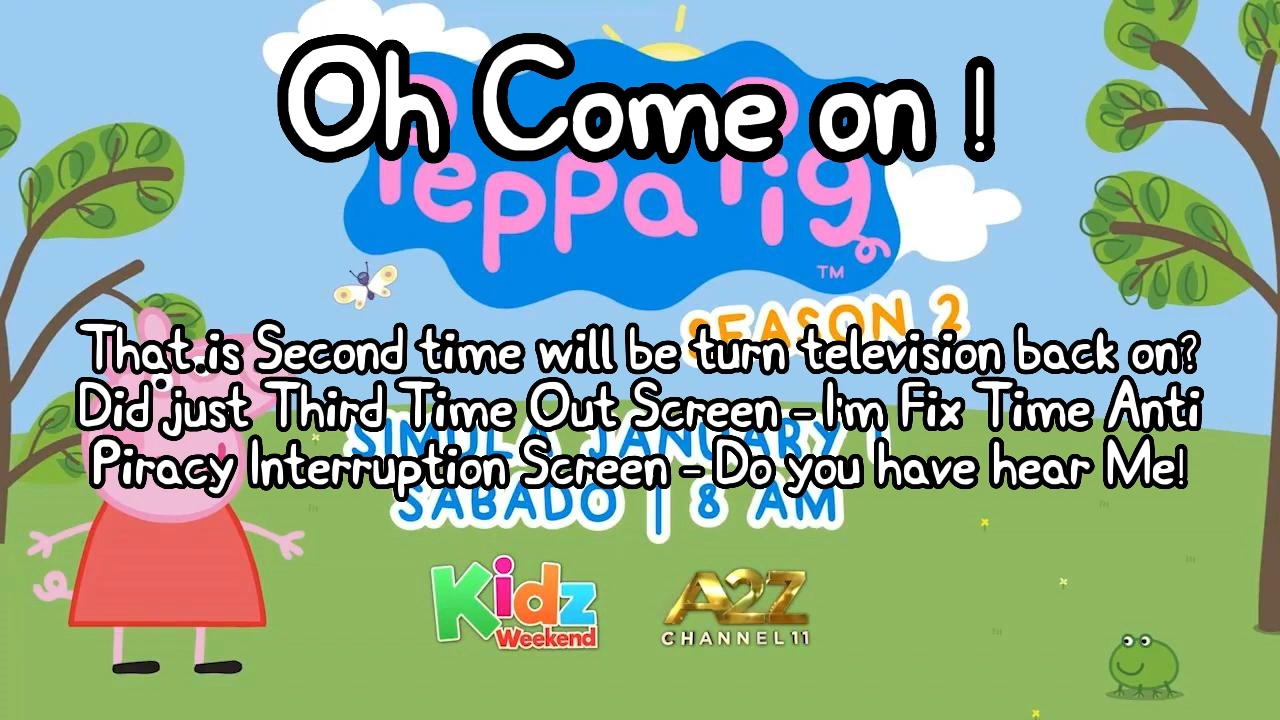 Oh Come on !
Peppa Pig
TM
SEASON 2
That is Second time will be turn television back on?
Did just Third Time Out Screen - I'm Fix Time Anti
SIMULA JANUARY
Piracy Interruption Screen - Do you have hear Me!
SABADO | 8 AM
Kidz
Weekend
A2Z
CHANNEL 11